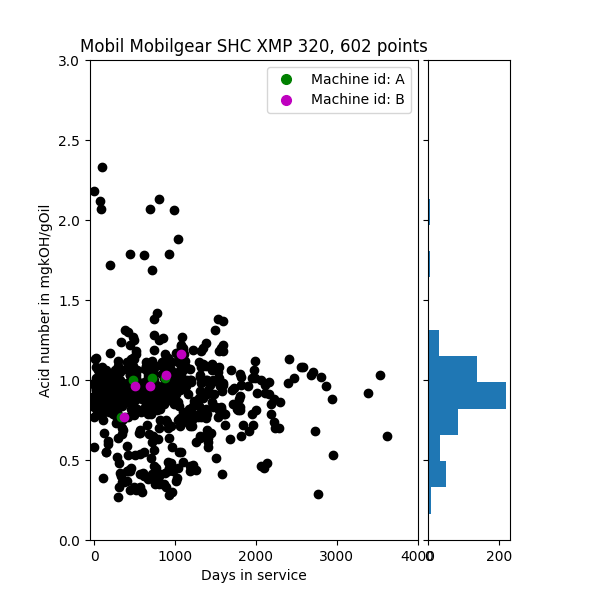 Mobil Mobilgear SHC XMP 320, 602 points
Machine id: A
Machine id: B
3.0
2.5
2.0
1.5
1.0
0.5
0.0
Acid number in mgkOH/gOil
0
1000
2000
3000
4000
0
200
Days in service